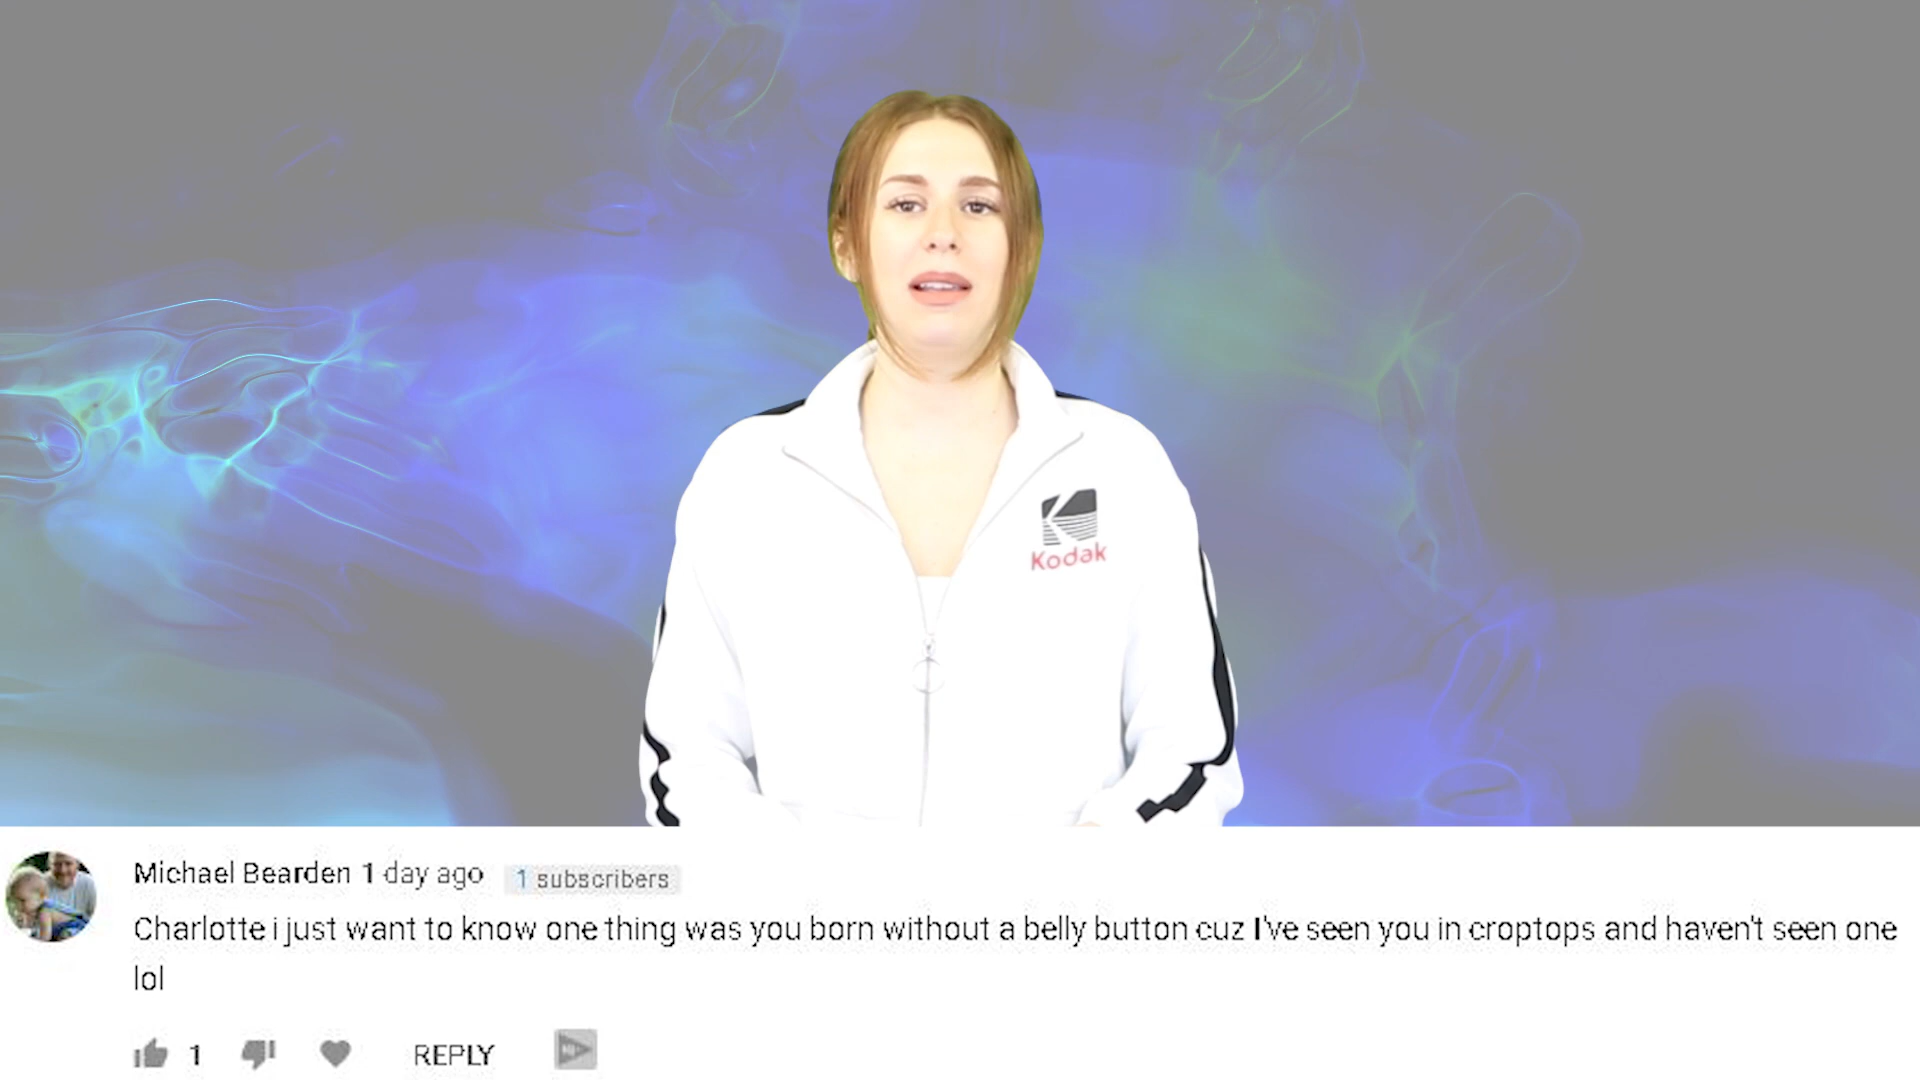 Kodak
Michael Bearden 1 day ago 1 subscribers
Charlotte i just want to know one thing was you born without a belly button cuz I've seen you in croptops and haven't seen one
lol
1 REPLY